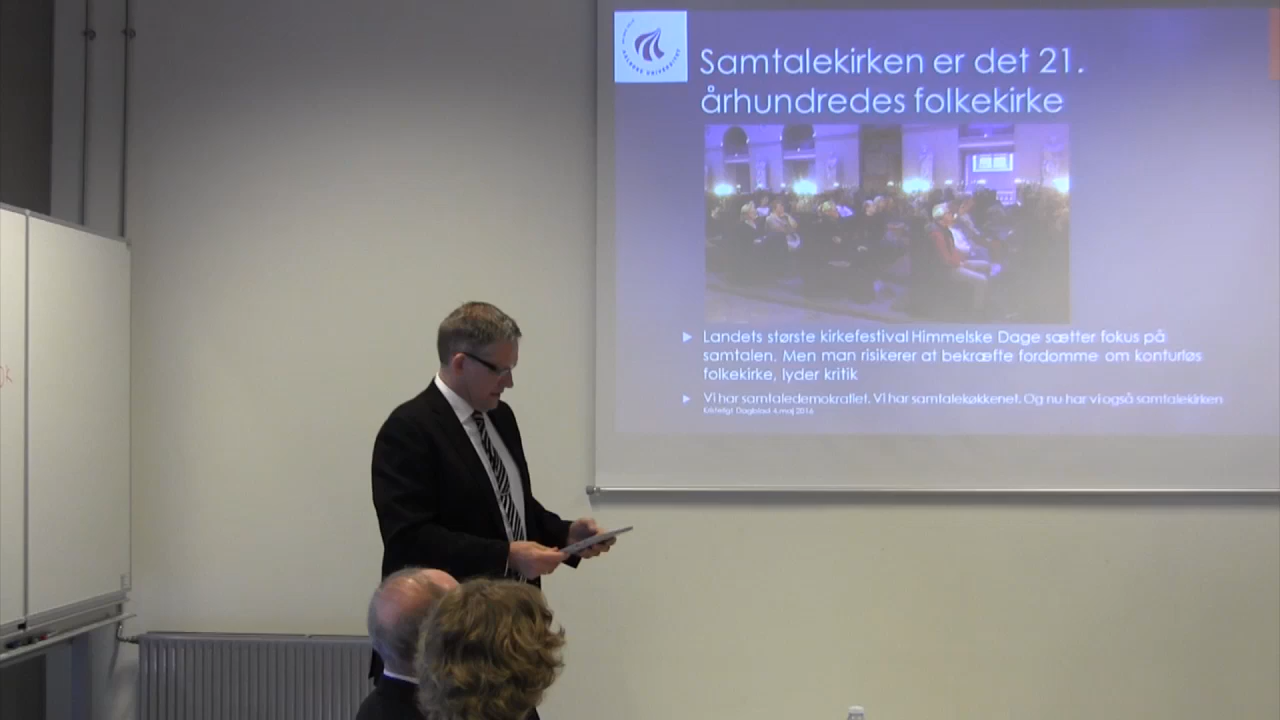 Samtalekirken er det 21.
århundredes folkekirke
AALBORG UNIVERSITET
Landets største kirkefestival Himmelske Dage sætter fokus på
samtalen. Men man risikerer at bekræfte fordomme om konturløs
folkekirke, lyder kritik
Vi har samtaledemokratiet. Vi har samtalekøkkenet. Og nu har vi også samtalekirken
Kristeligt Dagblad 4.maj 2016